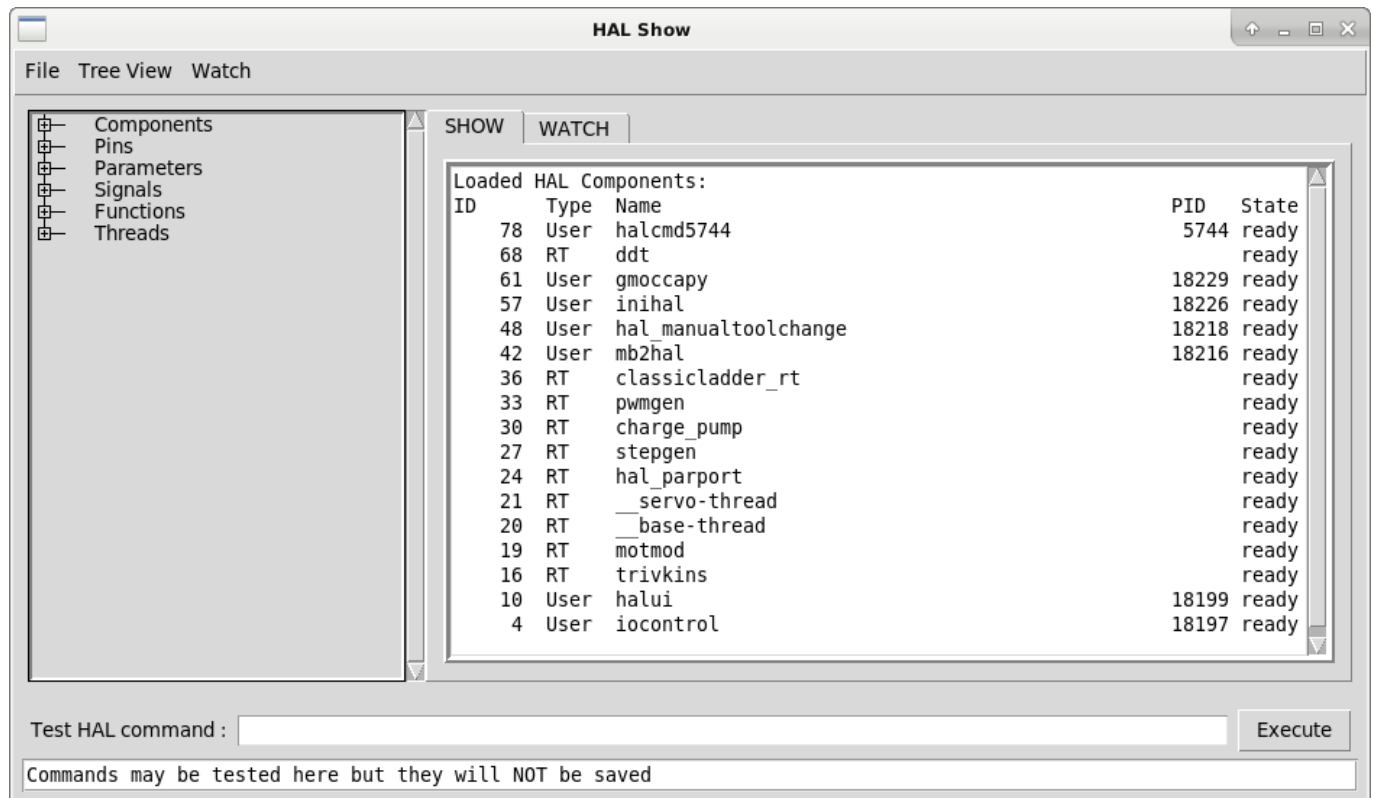 HAL Show
File Tree View Watch
Components
Pins
Parameters
Signals
Functions
Threads
SHOW WATCH
Loaded HAL Components:
ID Type Name PID State
78 User halcmd5744 5744 ready
68 RT ddt ready
61 User gmoccapy 18229 ready
57 User inihal 18226 ready
48 User hal_manualtoolchange 18218 ready
42 User mb2hal 18216 ready
36 RT classicladder_rt ready
33 RT pwmgen ready
30 RT charge_pump ready
27 RT stepgen ready
24 RT hal_parport ready
21 RT __servo-thread ready
20 RT __base-thread ready
19 RT motmod ready
16 RT trivkins ready
10 User halui 18199 ready
4 User iocontrol 18197 ready
Test HAL command : Execute
Commands may be tested here but they will NOT be saved